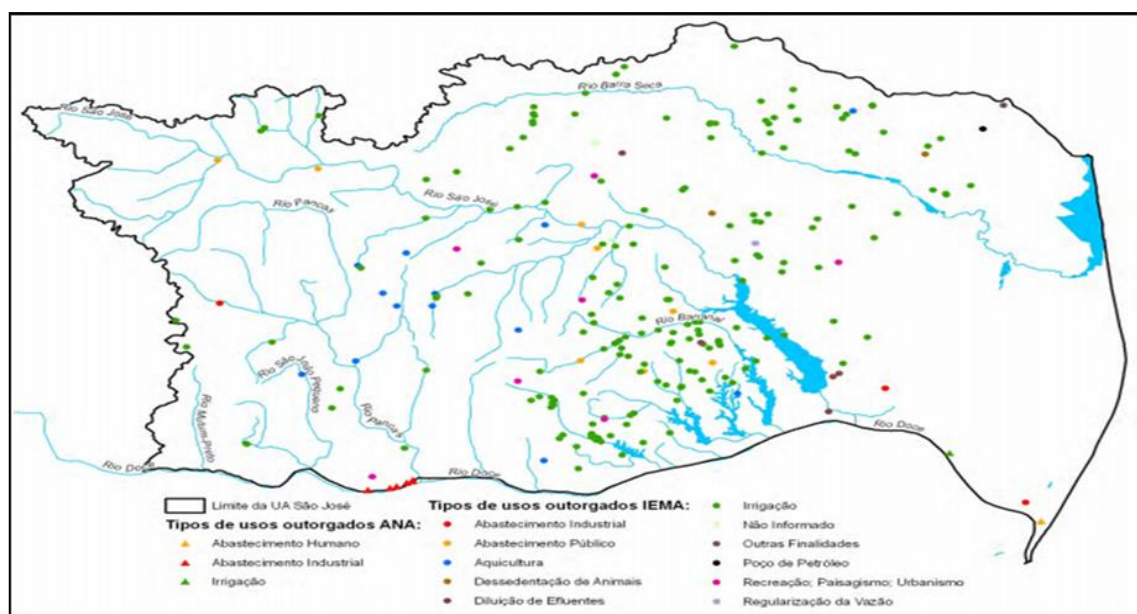 Rio Barra Seca
Rio São José
Rio Pancas
Rio São José
Rio Bananal
Rio São João Pequeno
Rio Mutum-Preto
Rio Pancas
Rio Doce
Rio Doce
Rio Doce
Limite da UA São José
Tipos de usos outorgados ANA:
Abastecimento Humano
Abastecimento Industrial
Irrigação
Tipos de usos outorgados IEMA:
Abastecimento Industrial
Abastecimento Público
Aquicultura
Dessedentação de Animais
Diluição de Efluentes
Irrigação
Não Informado
Outras Finalidades
Poço de Petróleo
Recreação; Paisagismo; Urbanismo
Regularização da Vazão